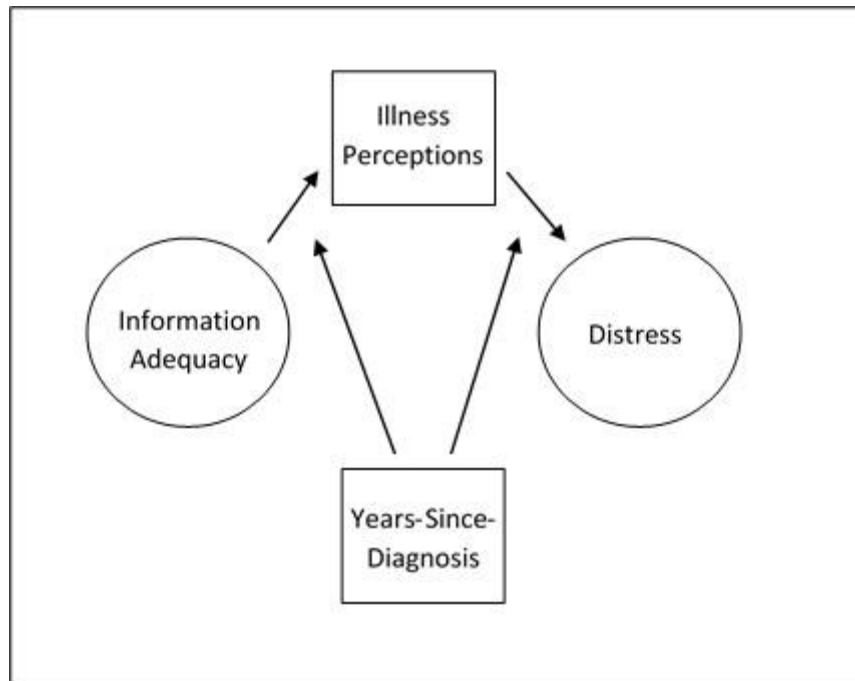 Illness
Perceptions
Information
Adequacy
Distress
Years-Since-
Diagnosis